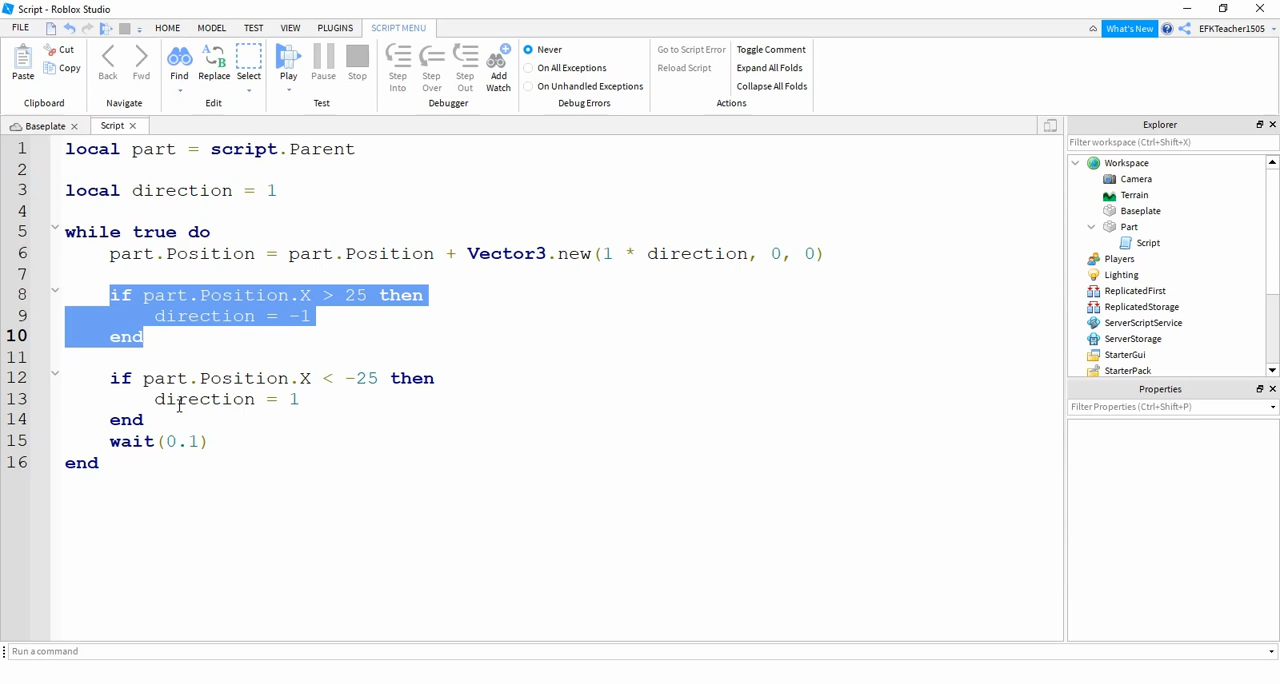 Script - Roblox Studio
FILE HOME MODEL TEST VIEW PLUGINS SCRIPT MENU What's New EFKTeacher1505
Paste Cut Copy Back Fwd Find Replace Select Play Pause Stop Step Into Step Over Step Out Add Watch
Never
On All Exceptions
On Unhandled Exceptions
Go to Script Error
Reload Script
Toggle Comment
Expand All Folds
Collapse All Folds
Clipboard Navigate Edit Test Debugger Debug Errors Actions
Baseplate Script
1 local part = script.Parent
2
3 local direction = 1
4
5 while true do
6 part.Position = part.Position + Vector3.new(1 * direction, 0, 0)
7
8 if part.Position.X > 25 then
9 direction = -1
10 end
11
12 if part.Position.X < -25 then
13 direction = 1
14 end
15 wait(0.1)
16 end
Explorer
Filter workspace (Ctrl+Shift+X)
Workspace
Camera
Terrain
Baseplate
Part
Script
Players
Lighting
ReplicatedFirst
ReplicatedStorage
ServerScriptService
ServerStorage
StarterGui
StarterPack
Properties
Filter Properties (Ctrl+Shift+P)
Run a command